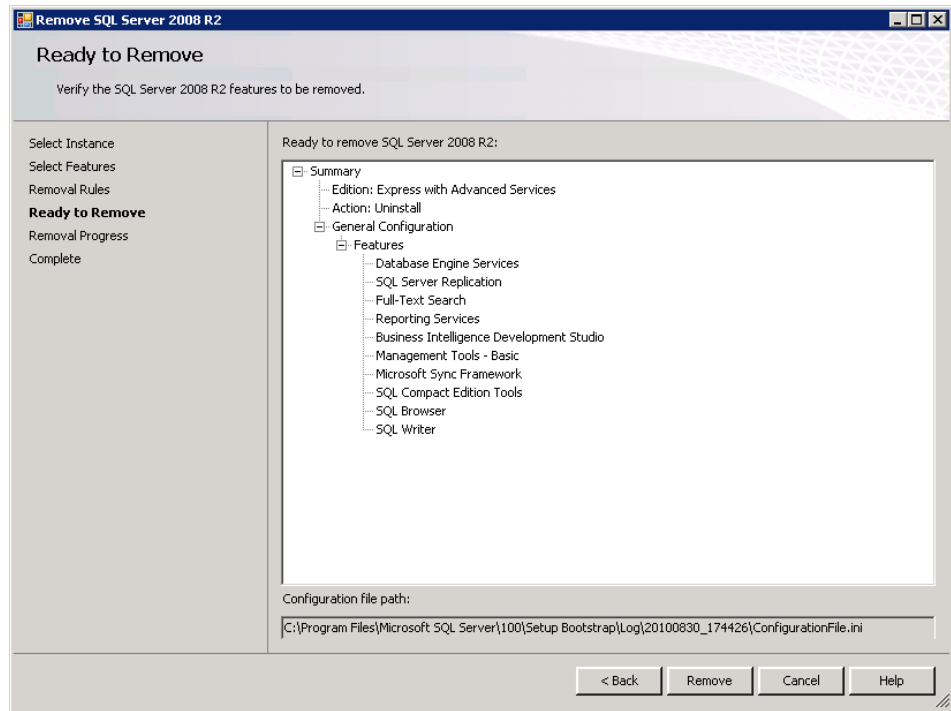 Remove SQL Server 2008 R2
Ready to Remove
Verify the SQL Server 2008 R2 features to be removed.
Select Instance
Select Features
Removal Rules
Ready to Remove
Removal Progress
Complete
Ready to remove SQL Server 2008 R2:
Summary
Edition: Express with Advanced Services
Action: Uninstall
General Configuration
Features
Database Engine Services
SQL Server Replication
Full-Text Search
Reporting Services
Business Intelligence Development Studio
Management Tools - Basic
Microsoft Sync Framework
SQL Compact Edition Tools
SQL Browser
SQL Writer
Configuration file path:
C:\Program Files\Microsoft SQL Server\100\Setup Bootstrap\Log\20100830_174426\ConfigurationFile.ini
< Back Remove Cancel Help